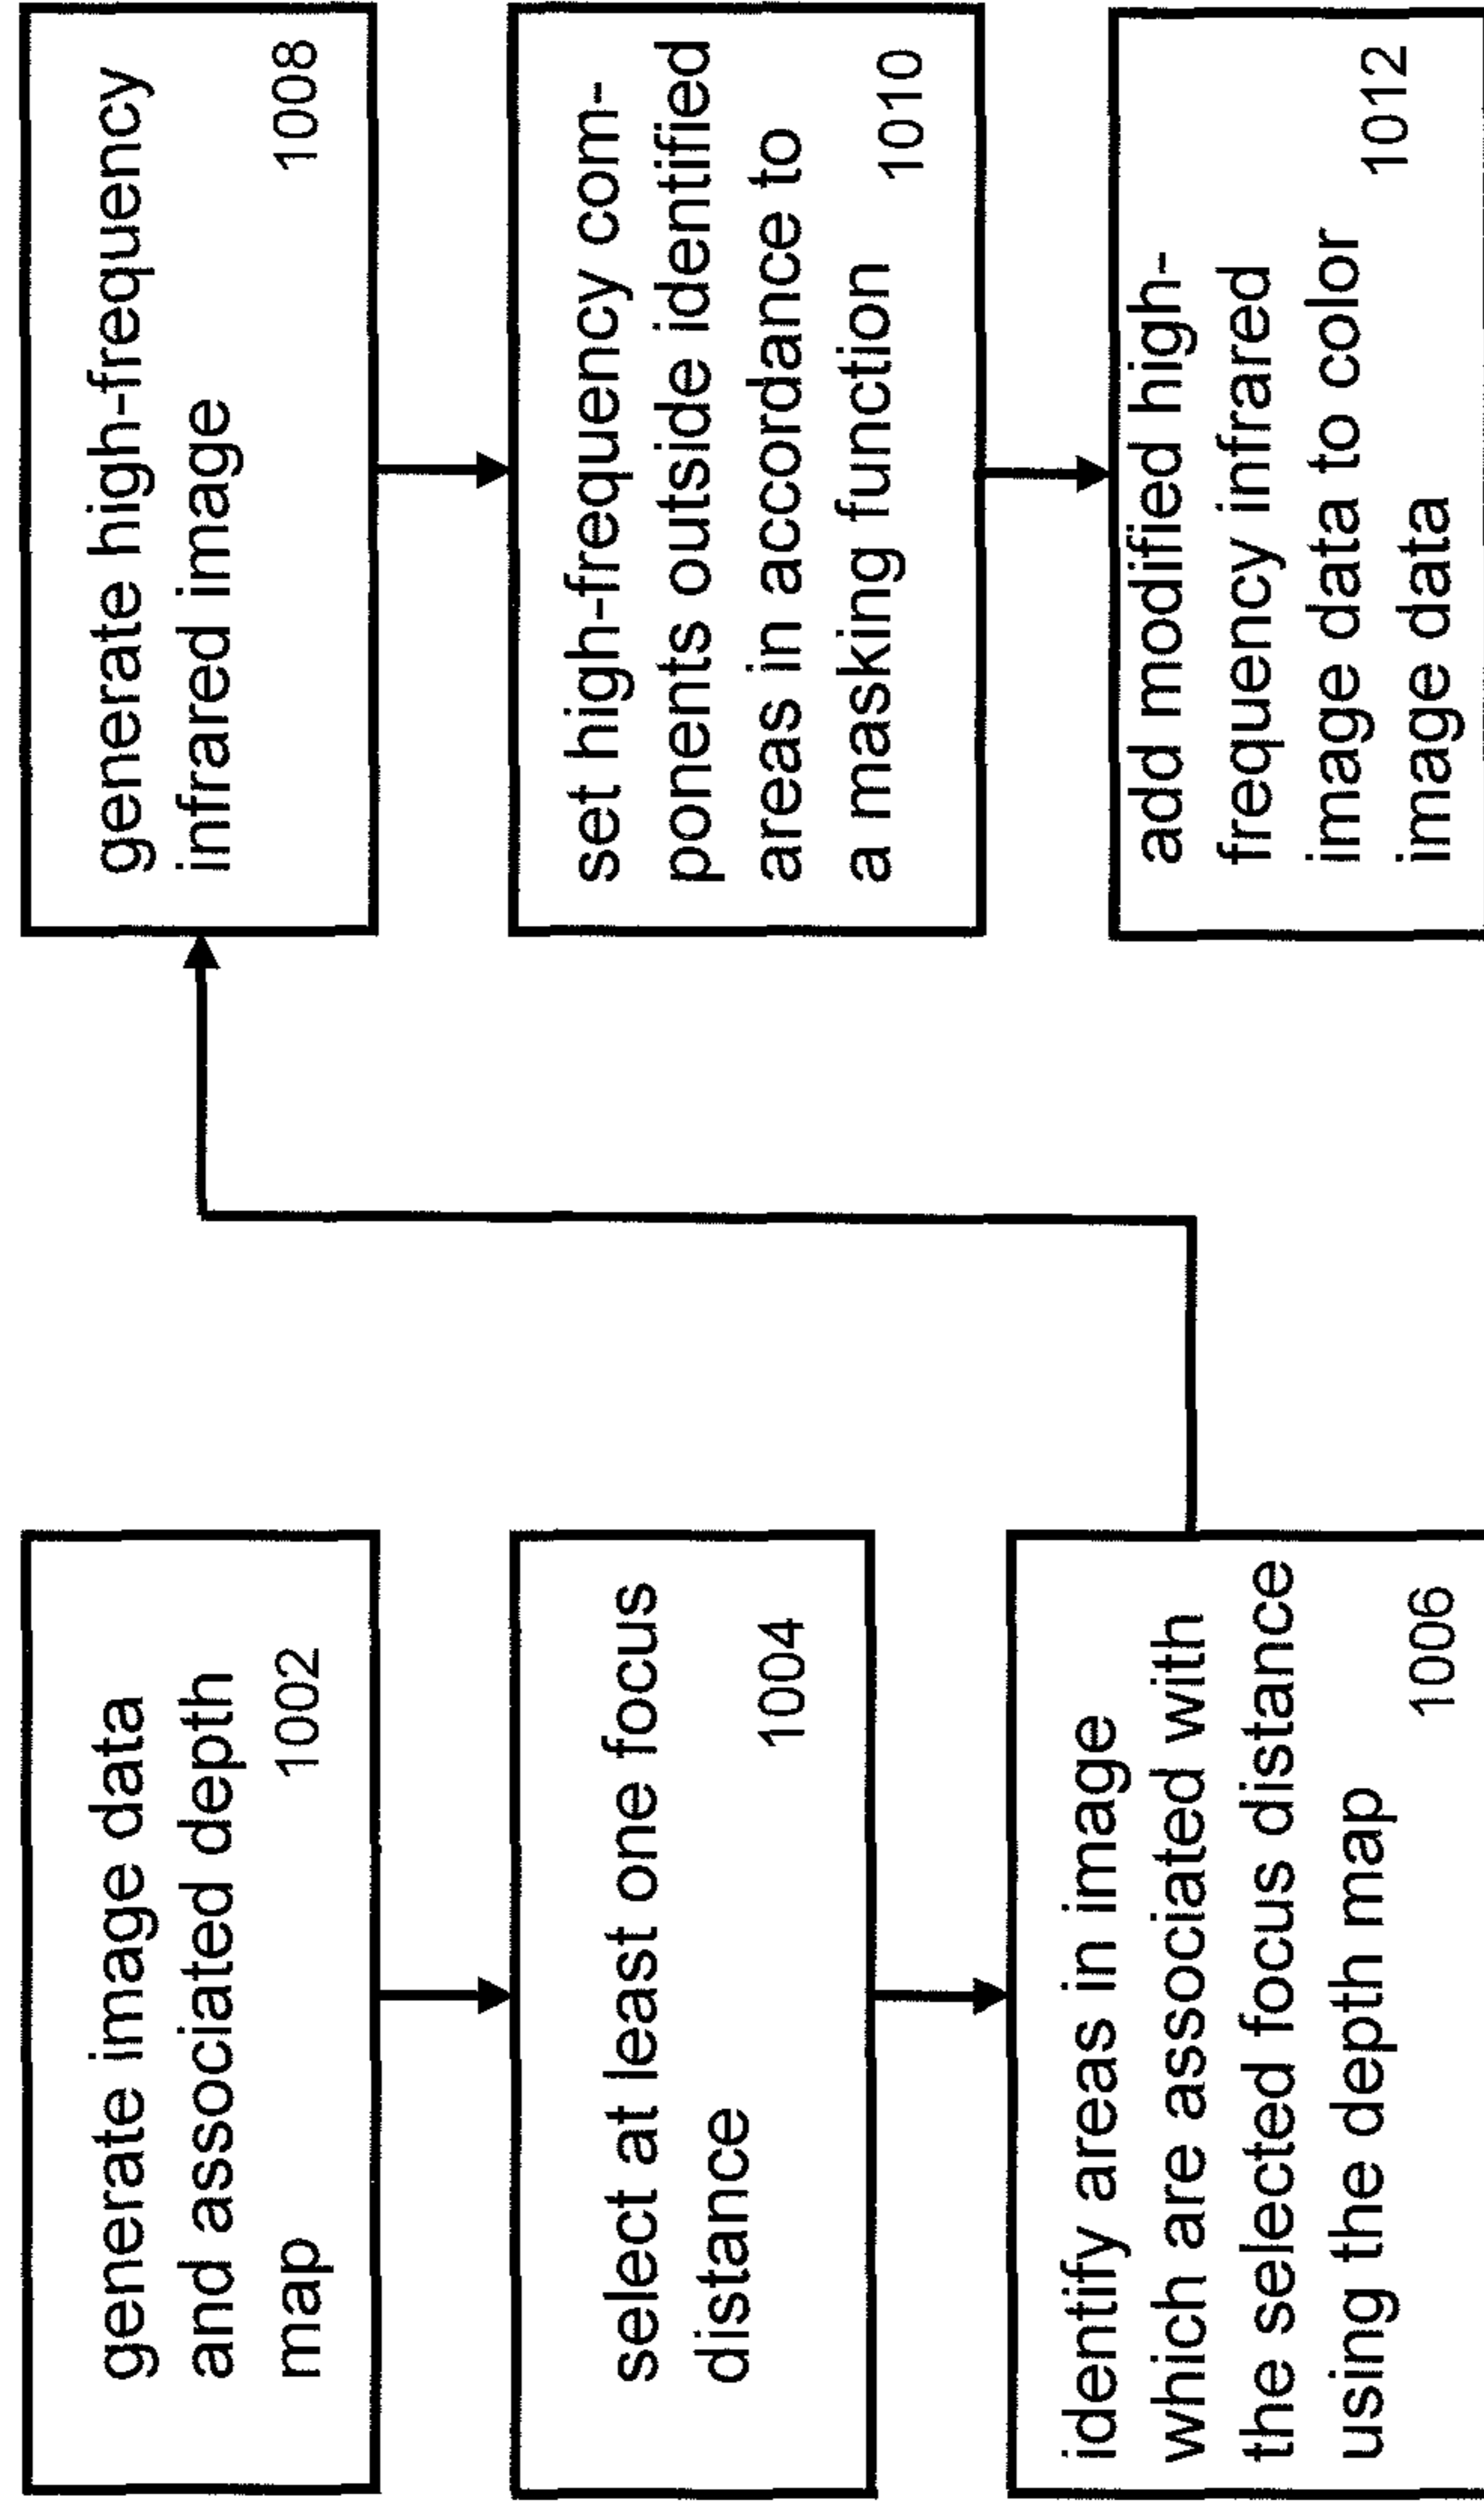 generate image data
and associated depth
map
1002
select at least one focus
distance
1004
identify areas in image
which are associated with
the selected focus distance
using the depth map
1006
generate high-frequency
infrared image
1008
set high-frequency com-
ponents outside identified
areas in accordance to
a masking function
1010
add modified high-
frequency infrared
image data to color
image data
1012